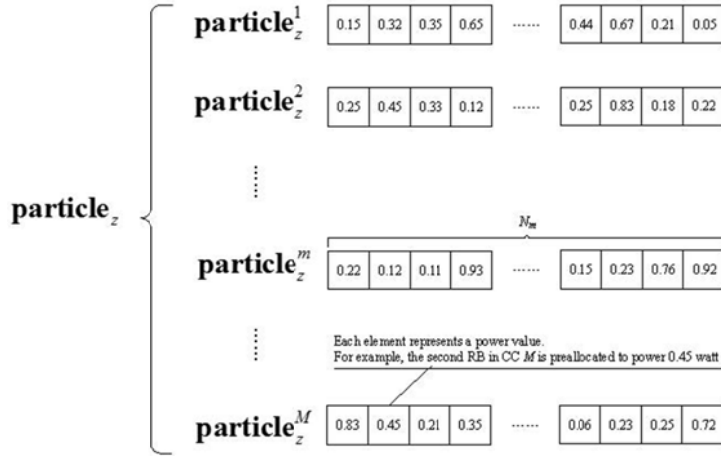 particle_z^1 0.15 0.32 0.35 0.65 ...... 0.44 0.67 0.21 0.05
particle_z^2 0.25 0.45 0.33 0.12 ...... 0.25 0.83 0.18 0.22
......
particle_z
N_m
particle_z^m 0.22 0.12 0.11 0.93 ...... 0.15 0.23 0.76 0.92
......
Each element represents a power value.
For example, the second RB in CC M is preallocated to power 0.45 watt
particle_z^M 0.83 0.45 0.21 0.35 ...... 0.06 0.23 0.25 0.72